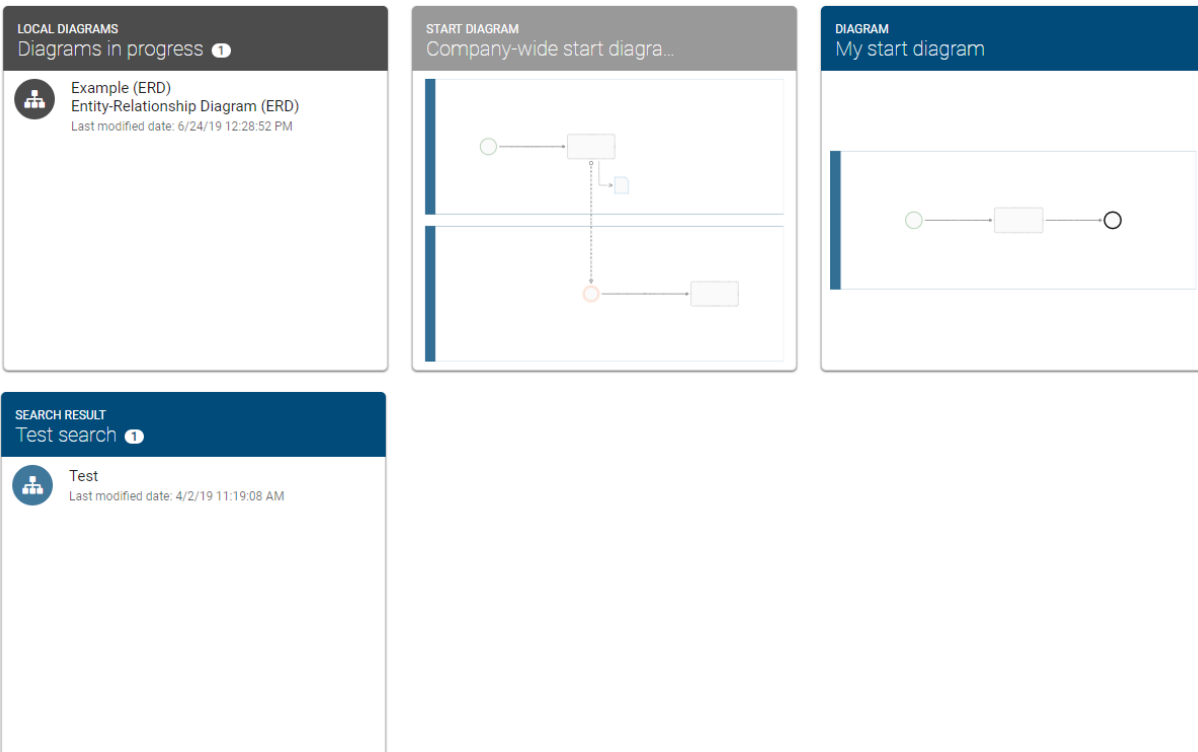 LOCAL DIAGRAMS
Diagrams in progress 1
Example (ERD)
Entity-Relationship Diagram (ERD)
Last modified date: 6/24/19 12:28:52 PM
START DIAGRAM
Company-wide start diagra...
DIAGRAM
My start diagram
SEARCH RESULT
Test search 1
Test
Last modified date: 4/2/19 11:19:08 AM